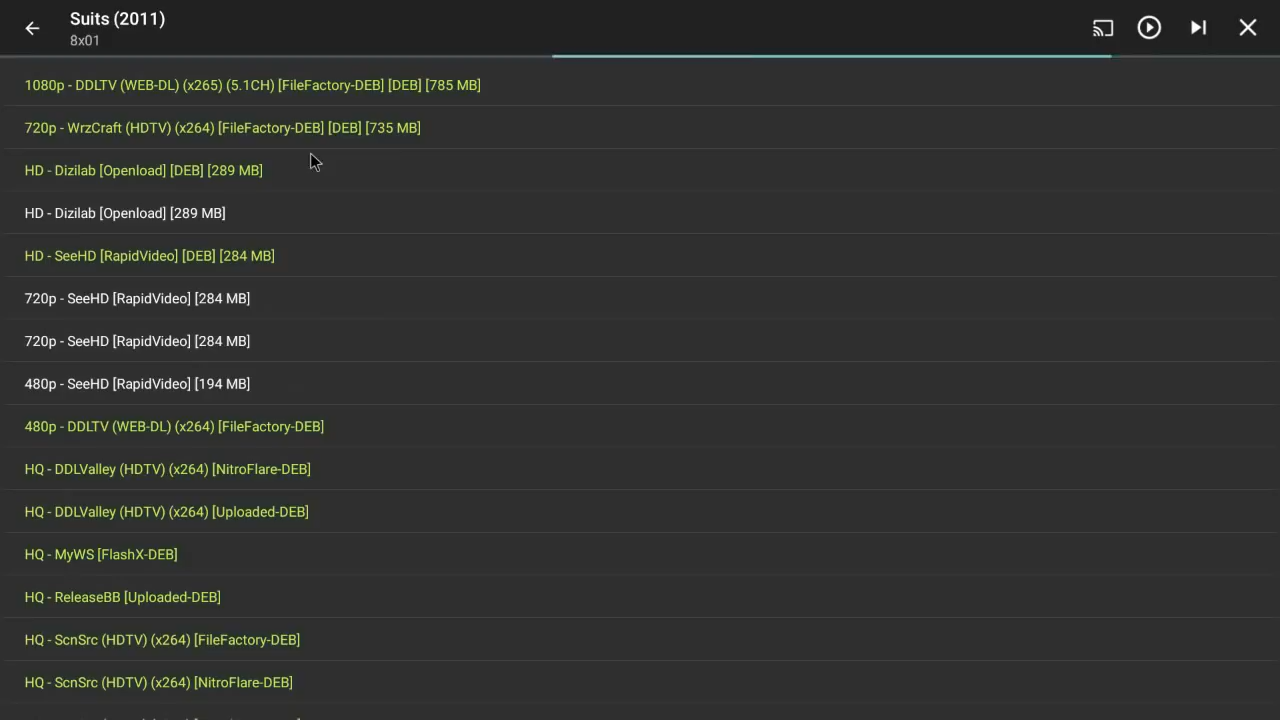 Suits (2011)
8x01
1080p - DDLTV (WEB-DL) (x265) (5.1CH) [FileFactory-DEB] [DEB] [785 MB]
720p - WrzCraft (HDTV) (x264) [FileFactory-DEB] [DEB] [735 MB]
HD - Dizilab [Openload] [DEB] [289 MB]
HD - Dizilab [Openload] [289 MB]
HD - SeeHD [RapidVideo] [DEB] [284 MB]
720p - SeeHD [RapidVideo] [284 MB]
720p - SeeHD [RapidVideo] [284 MB]
480p - SeeHD [RapidVideo] [194 MB]
480p - DDLTV (WEB-DL) (x264) [FileFactory-DEB]
HQ - DDLValley (HDTV) (x264) [NitroFlare-DEB]
HQ - DDLValley (HDTV) (x264) [Uploaded-DEB]
HQ - MyWS [FlashX-DEB]
HQ - ReleaseBB [Uploaded-DEB]
HQ - ScnSrc (HDTV) (x264) [FileFactory-DEB]
HQ - ScnSrc (HDTV) (x264) [NitroFlare-DEB]